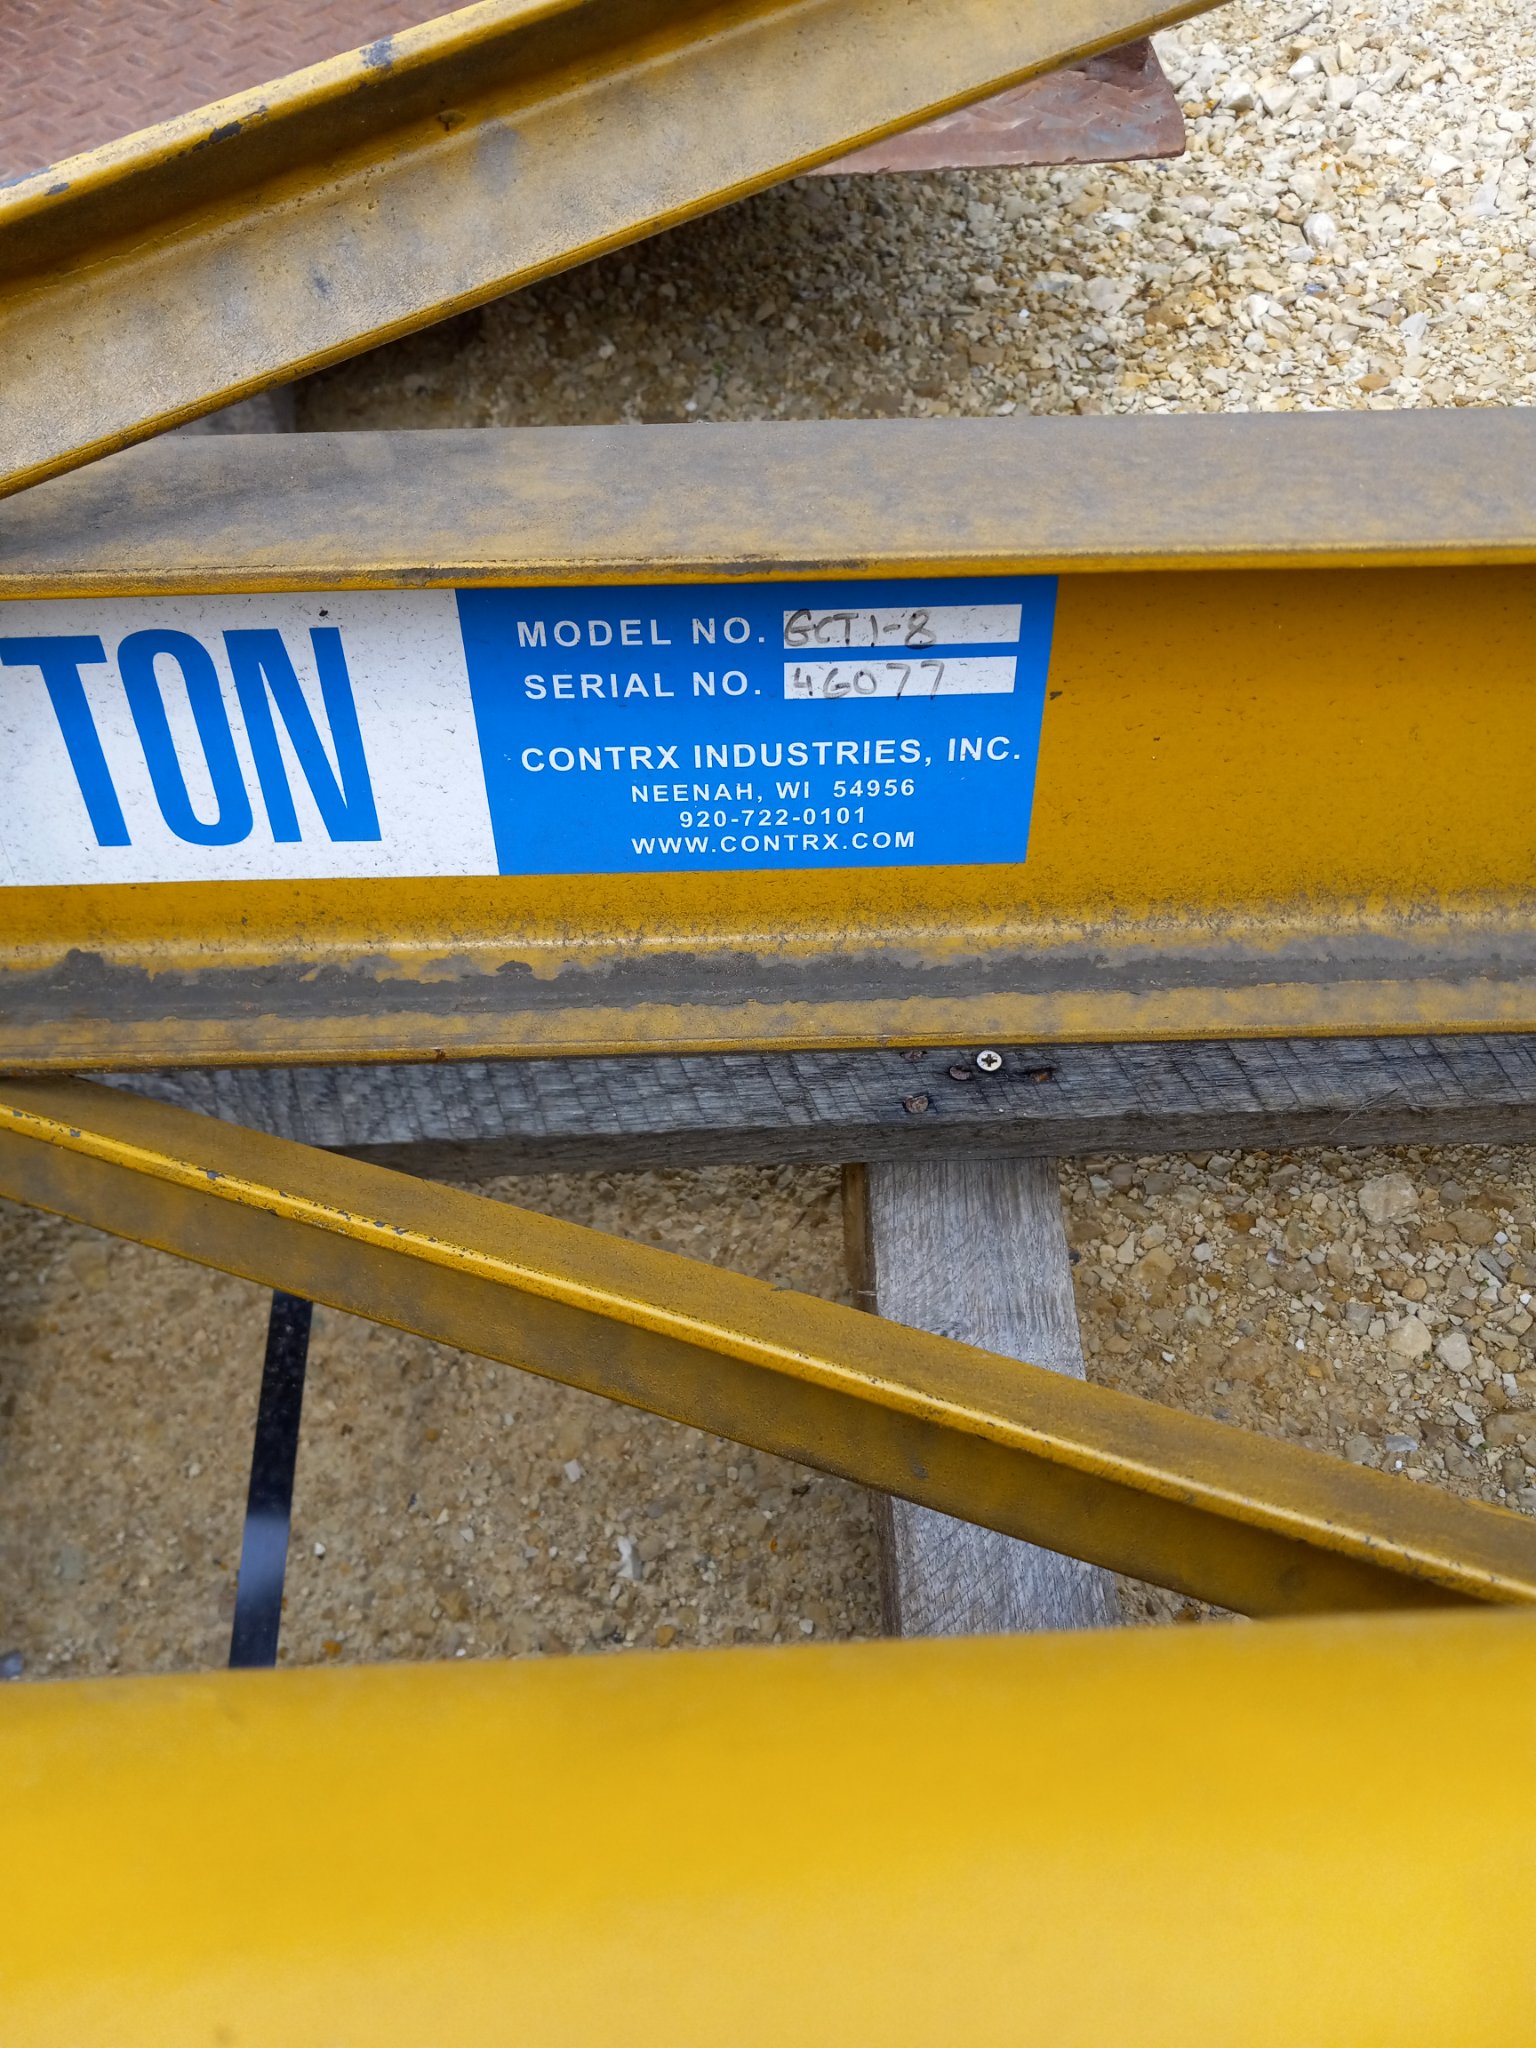 TON
MODEL NO. GCT1-8
SERIAL NO. 46077
CONTRX INDUSTRIES, INC.
NEENAH, WI 54956
920-722-0101
WWW.CONTRX.COM